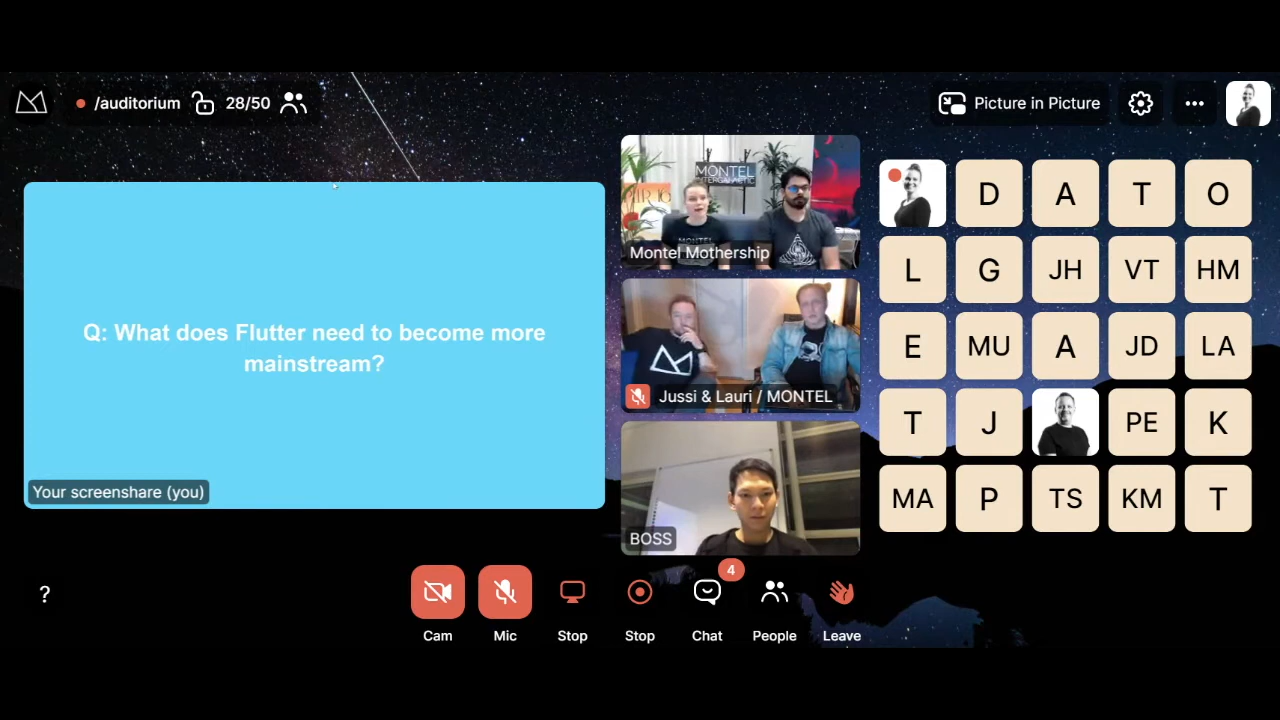 /auditorium
28/50
Picture in Picture
Q: What does Flutter need to become more
mainstream?
Your screenshare (you)
MONTEL
Montel Mothership
Jussi & Lauri / MONTEL
BOSS
D A T O
L G JH VT HM
E MU A JD LA
T J PE K
MA P TS KM T
?
4
Cam Mic Stop Stop Chat People Leave